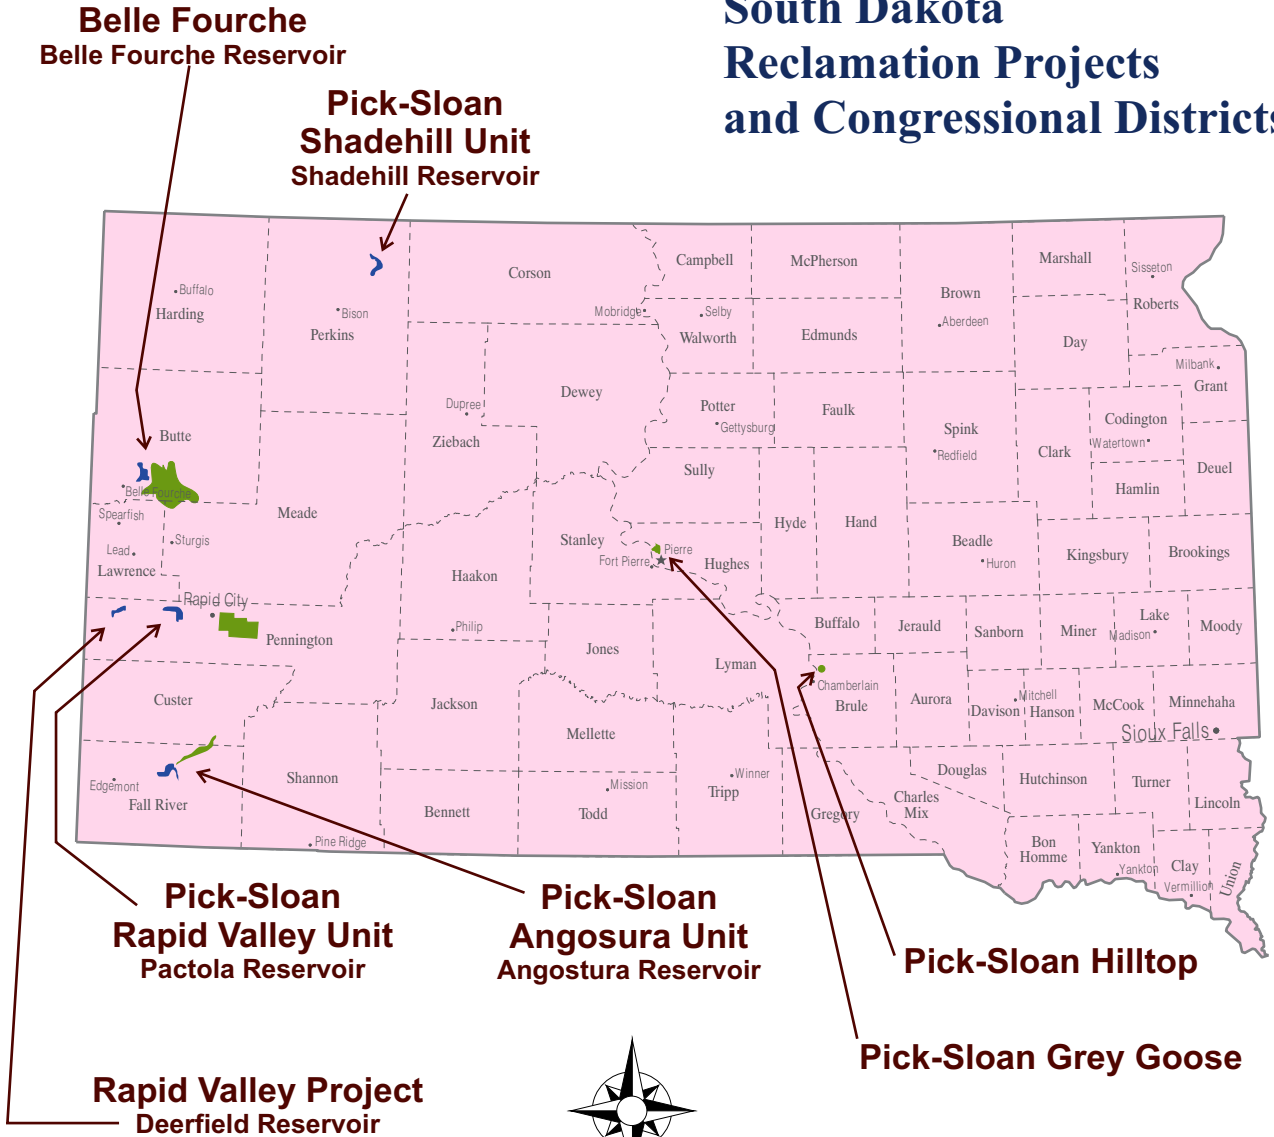 Belle Fourche
Belle Fourche Reservoir
South Dakota
Reclamation Projects
and Congressional Districts
Pick-Sloan
Shadehill Unit
Shadehill Reservoir
Corson
Campbell
McPherson
Marshall
Sisseton
Buffalo
Harding
Bison
Perkins
Mobridge
Selby
Walworth
Edmunds
Brown
Aberdeen
Roberts
Day
Milbank
Grant
Dewey
Dupree
Ziebach
Potter
Gettysburg
Faulk
Spink
Redfield
Clark
Codington
Watertown
Deuel
Hamlin
Butte
Belle Fourche
Spearfish
Meade
Sully
Hyde
Hand
Lead
Sturgis
Lawrence
Stanley
Pierre
Fort Pierre
Hughes
Beadle
Huron
Kingsbury
Brookings
Haakon
Rapid City
Pennington
Philip
Jones
Lyman
Buffalo
Jerauld
Sanborn
Miner
Lake
Madison
Moody
Custer
Jackson
Chamberlain
Brule
Aurora
Davison
Mitchell
Hanson
McCook
Minnehaha
Sioux Falls
Mellette
Edgemont
Fall River
Shannon
Bennett
Mission
Todd
Winner
Tripp
Gregory
Charles
Mix
Douglas
Hutchinson
Turner
Lincoln
Pine Ridge
Bon
Homme
Yankton
Yankton
Clay
Vermillion
Union
Pick-Sloan
Rapid Valley Unit
Pactola Reservoir
Pick-Sloan
Angosura Unit
Angostura Reservoir
Pick-Sloan Hilltop
Pick-Sloan Grey Goose
Rapid Valley Project
Deerfield Reservoir